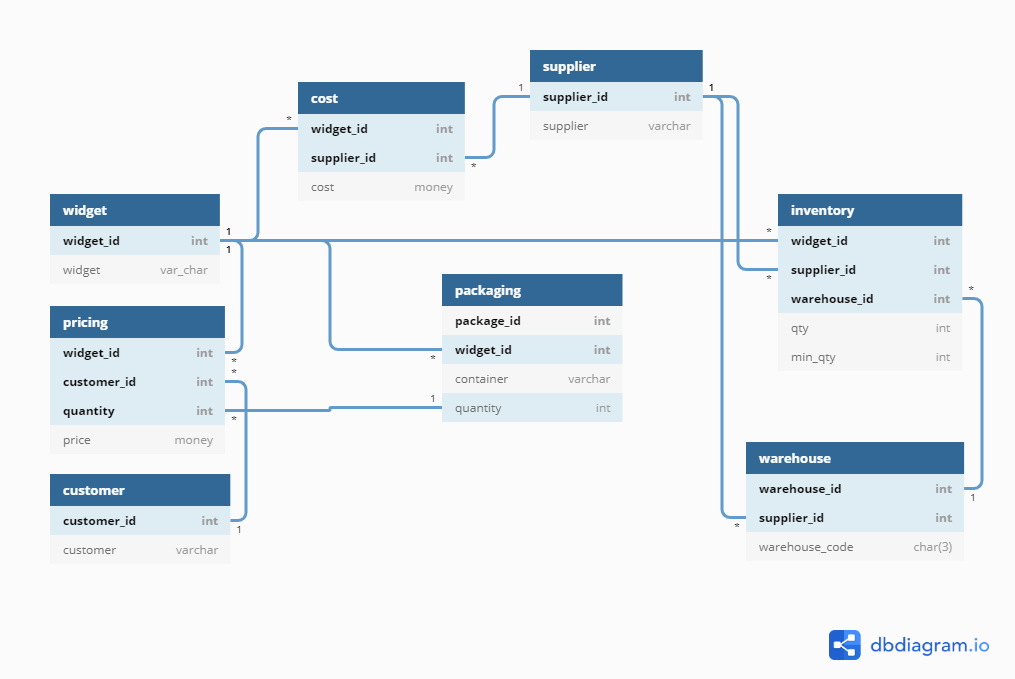 supplier
supplier_id int
supplier varchar
cost
widget_id int
supplier_id int
cost money
widget
widget_id int
widget var_char
pricing
widget_id int
customer_id int
quantity int
price money
customer
customer_id int
customer varchar
packaging
package_id int
widget_id int
container varchar
quantity int
inventory
widget_id int
supplier_id int
warehouse_id int
qty int
min_qty int
warehouse
warehouse_id int
supplier_id int
warehouse_code char(3)
1
*
1
*
1
1
*
*
*
*
1
*
1
*
*
*
1
*
dbdiagram.io